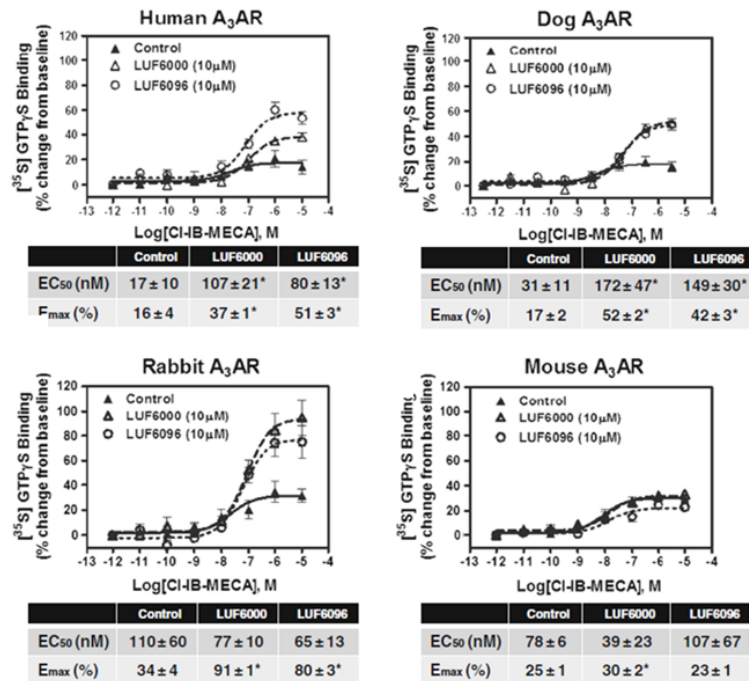 Human A₃AR
[³⁵S] GTPγS Binding
(% change from baseline)
120
100
80
60
40
20
0
Control
LUF6000 (10μM)
LUF6096 (10μM)
-13 -12 -11 -10 -9 -8 -7 -6 -5 -4
Log[Cl-IB-MECA], M
Control LUF6000 LUF6096
EC₅₀ (nM) 17±10 107±21* 80±13*
Eₘₐₓ (%) 16±4 37±1* 51±3*
Dog A₃AR
[³⁵S] GTPγS Binding
(% change from baseline)
120
100
80
60
40
20
0
Control
LUF6000 (10μM)
LUF6096 (10μM)
-13 -12 -11 -10 -9 -8 -7 -6 -5 -4
Log[Cl-IB-MECA], M
Control LUF6000 LUF6096
EC₅₀ (nM) 31±11 172±47* 149±30*
Eₘₐₓ (%) 17±2 52±2* 42±3*
Rabbit A₃AR
[³⁵S] GTPγS Binding
(% change from baseline)
120
100
80
60
40
20
0
Control
LUF6000 (10μM)
LUF6096 (10μM)
-13 -12 -11 -10 -9 -8 -7 -6 -5 -4
Log[Cl-IB-MECA], M
Control LUF6000 LUF6096
EC₅₀ (nM) 110±60 77±10 65±13
Eₘₐₓ (%) 34±4 91±1* 80±3*
Mouse A₃AR
[³⁵S] GTPγS Binding
(% change from baseline)
120
100
80
60
40
20
0
Control
LUF6000 (10μM)
LUF6096 (10μM)
-13 -12 -11 -10 -9 -8 -7 -6 -5 -4
Log[Cl-IB-MECA], M
Control LUF6000 LUF6096
EC₅₀ (nM) 78±6 39±23 107±67
Eₘₐₓ (%) 25±1 30±2* 23±1